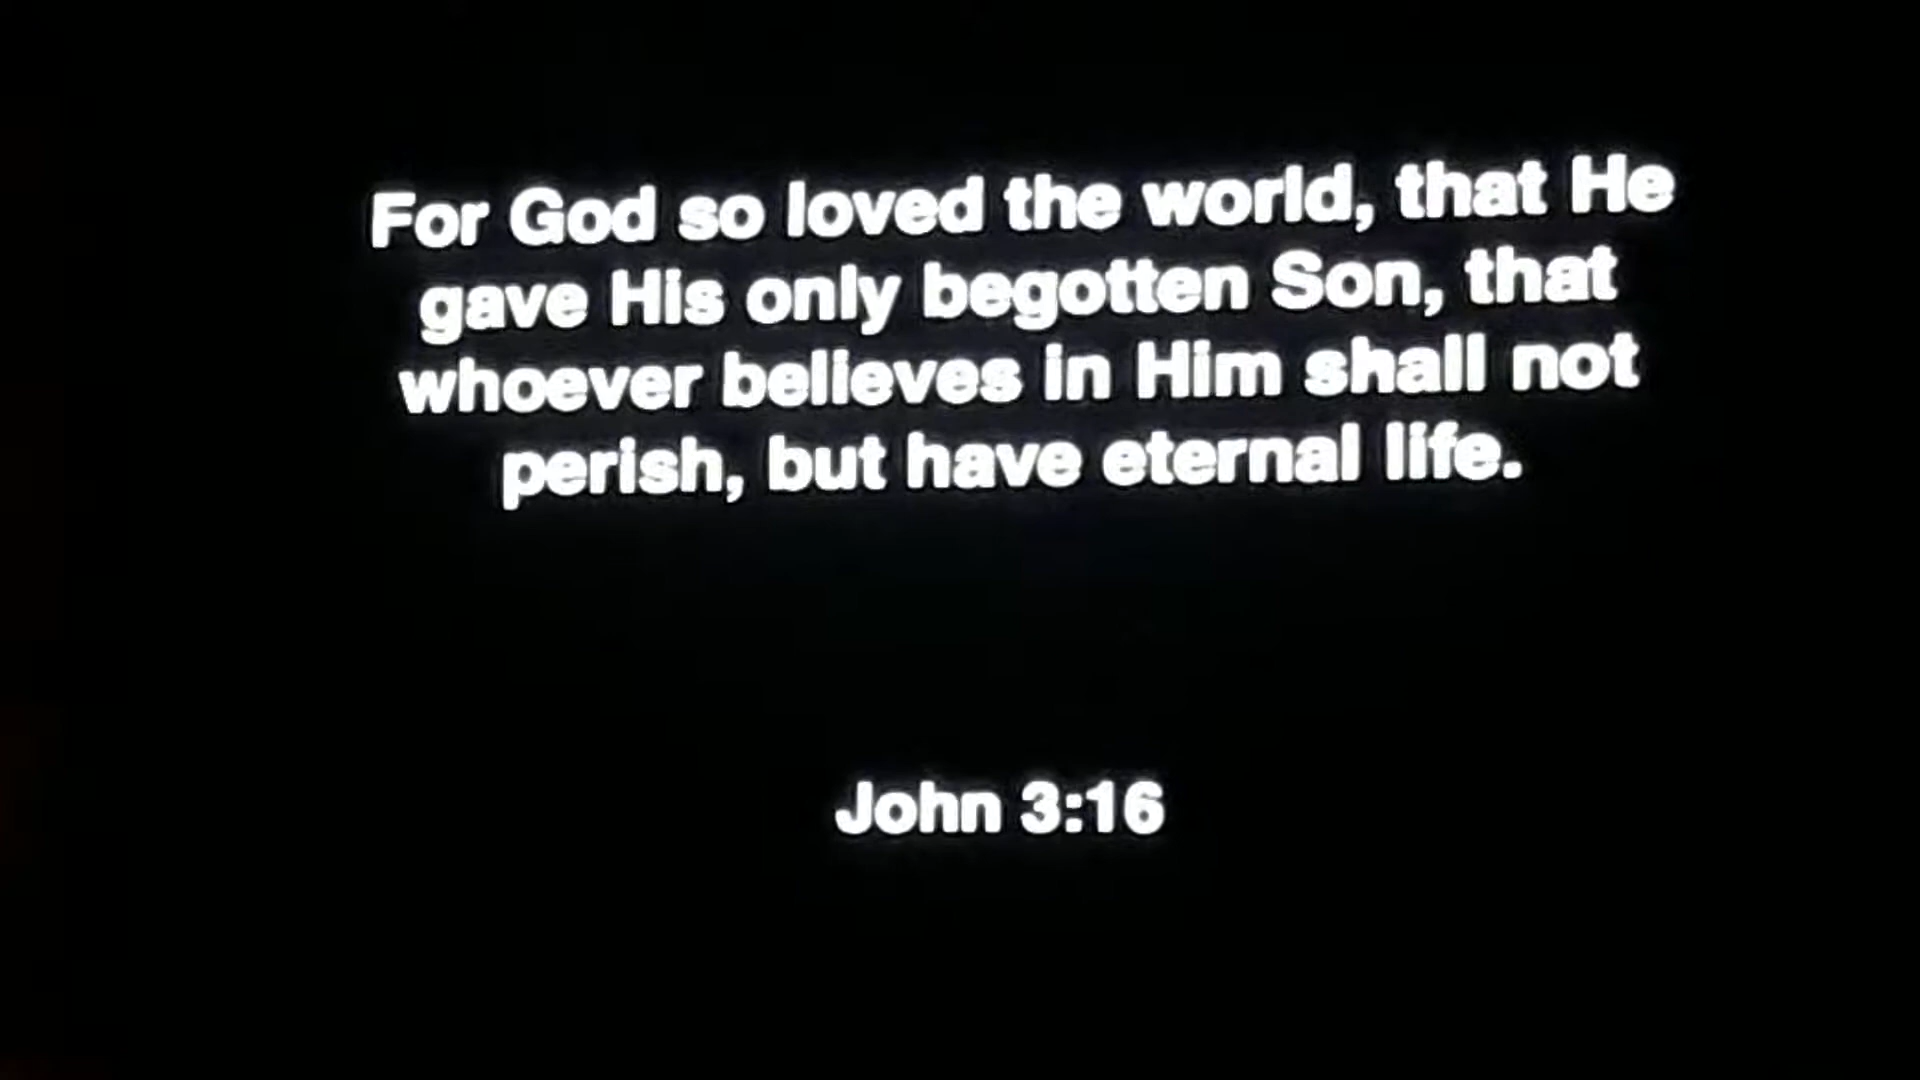 For God so loved the world, that He
gave His only begotten Son, that
whoever believes in Him shall not
perish, but have eternal life.
John 3:16